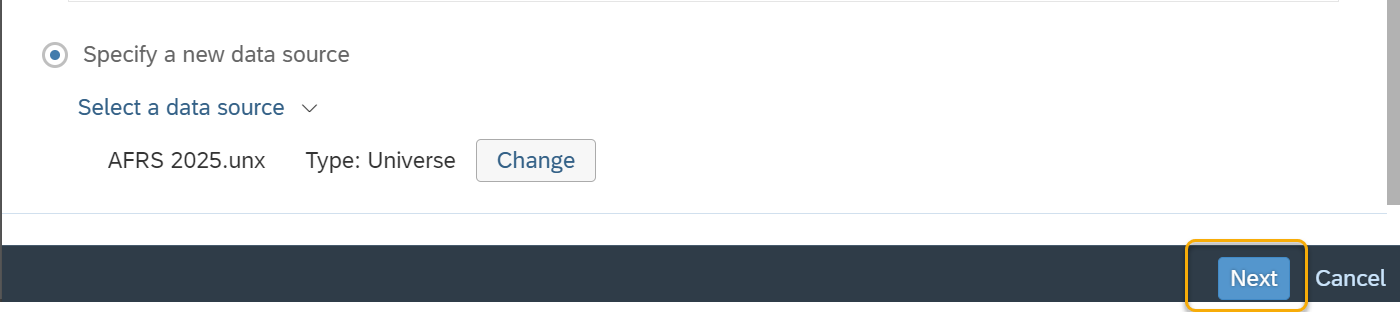 Specify a new data source
Select a data source
AFRS 2025.unx Type: Universe Change
Next Cancel